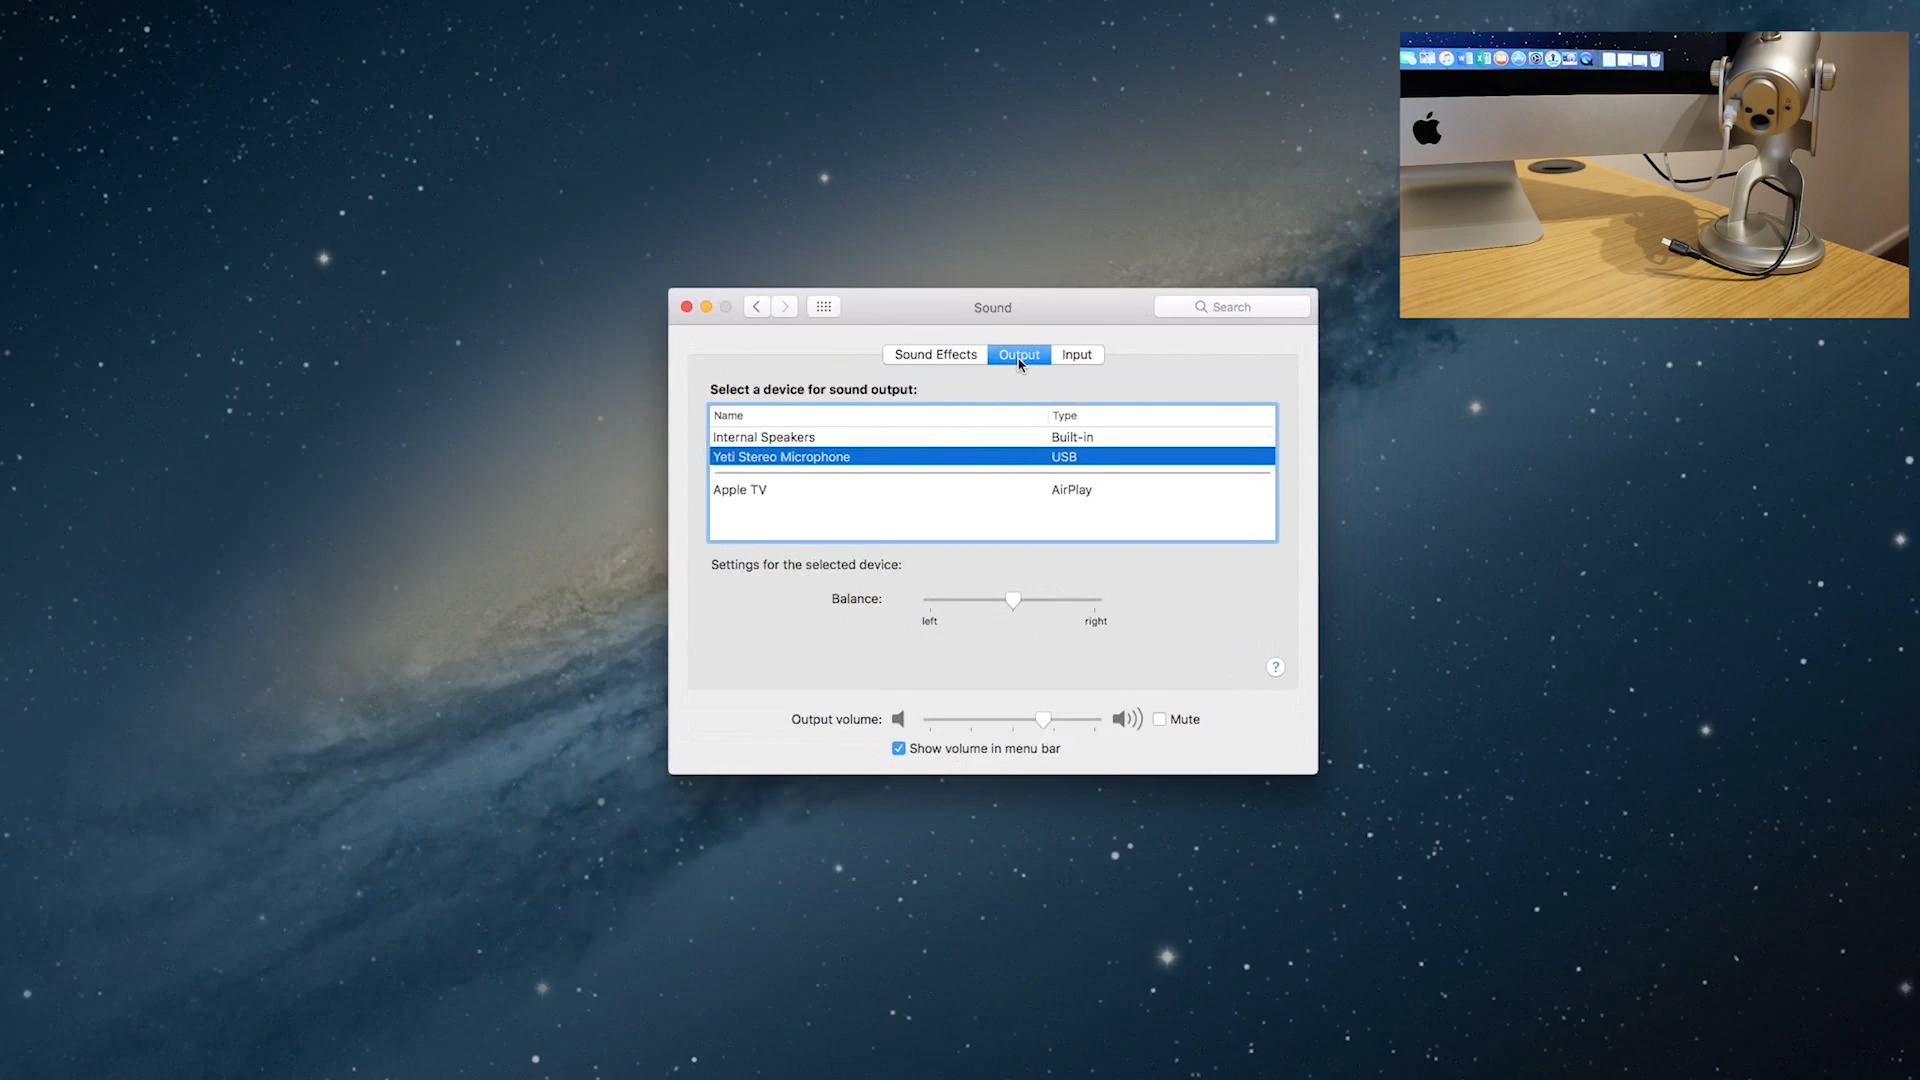 Sound
Search
Sound Effects
Output
Input
Select a device for sound output:
Name Type
Internal Speakers Built-in
Yeti Stereo Microphone USB
Apple TV AirPlay
Settings for the selected device:
Balance:
left right
?
Output volume: Mute
Show volume in menu bar